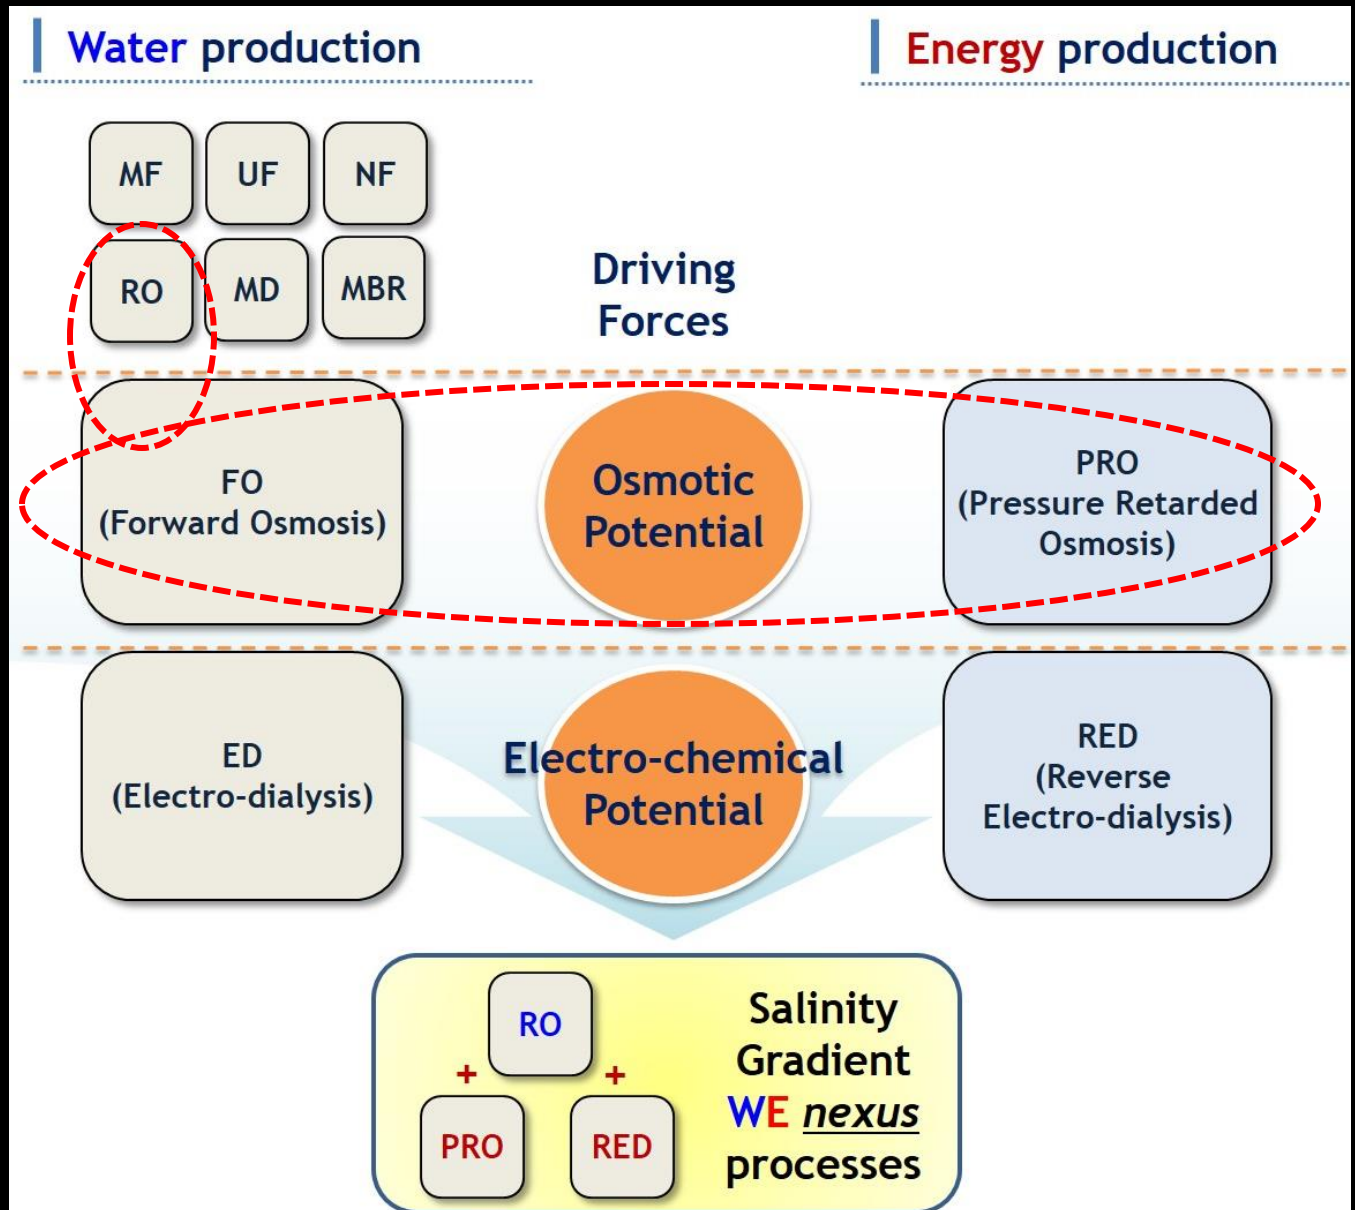 Water production
Energy production
MF
UF
NF
RO
MD
MBR
Driving
Forces
FO
(Forward Osmosis)
Osmotic
Potential
PRO
(Pressure Retarded
Osmosis)
ED
(Electro-dialysis)
Electro-chemical
Potential
RED
(Reverse
Electro-dialysis)
RO
+
+
PRO
RED
Salinity
Gradient
WE nexus
processes